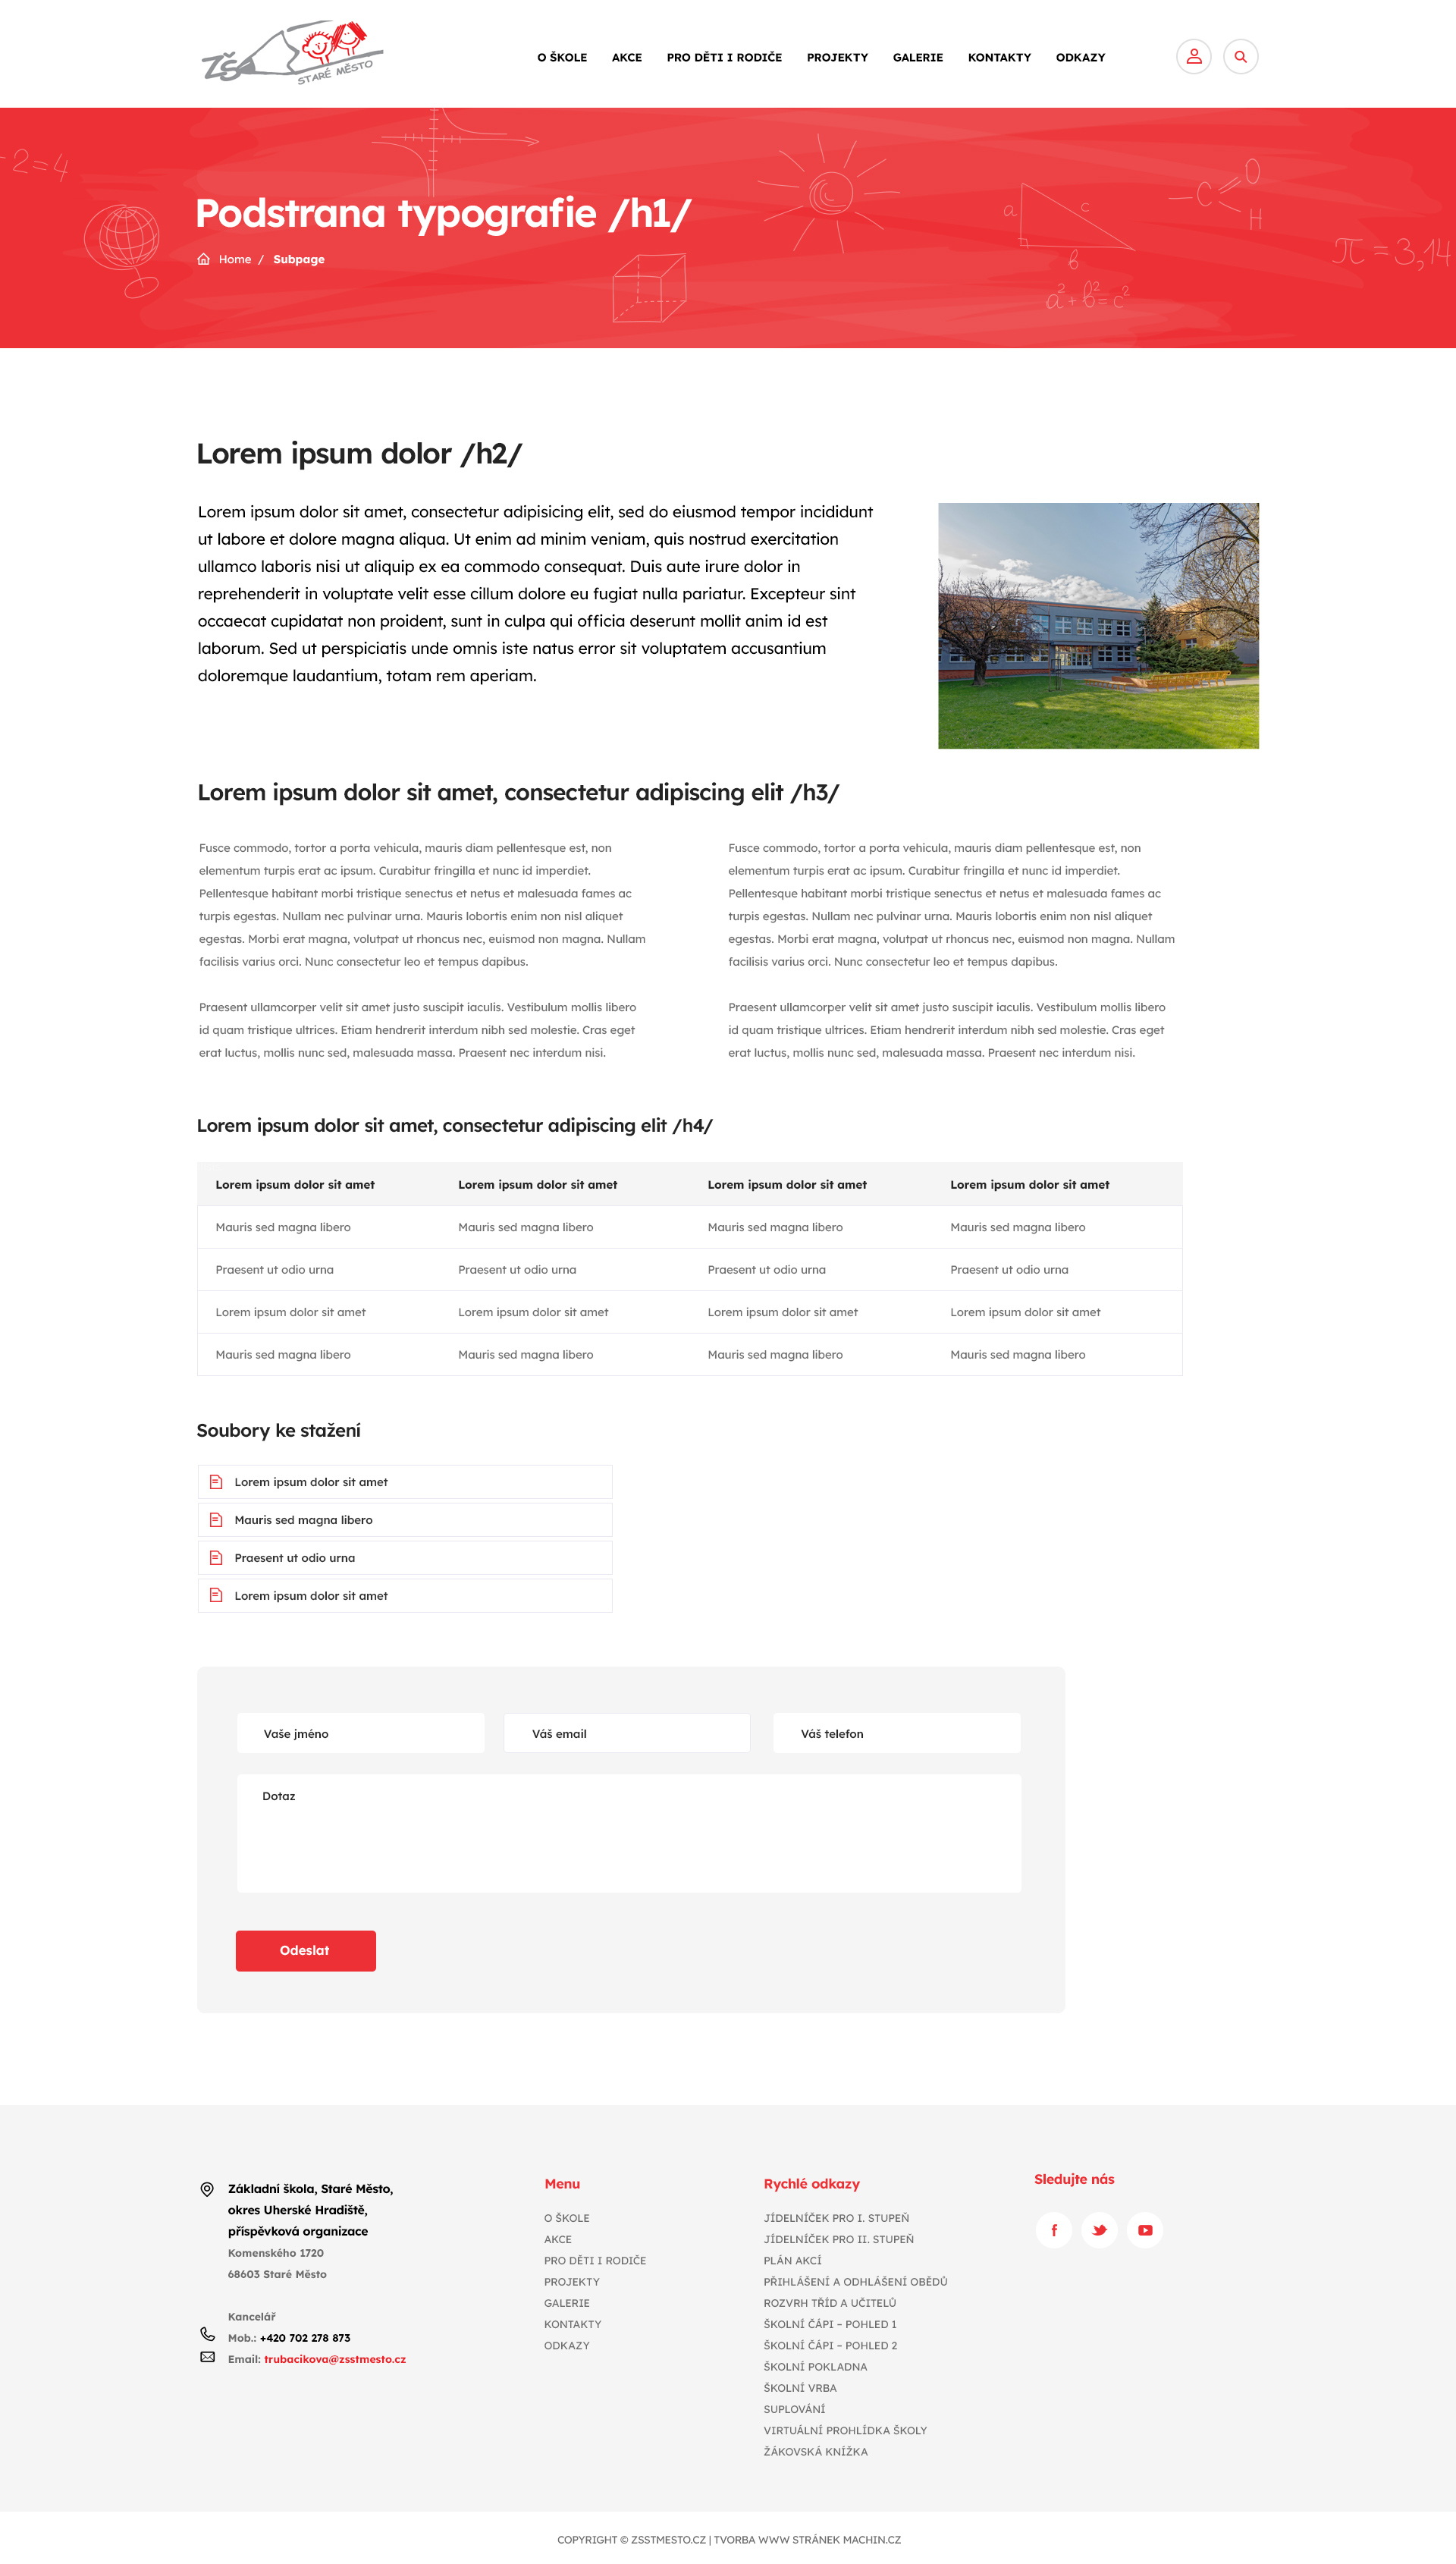 ZŠ
STARÉ MĚSTO
O ŠKOLE AKCE PRO DĚTI I RODIČE PROJEKTY GALERIE KONTAKTY ODKAZY
2=4
Podstrana typografie /h1/
Home / Subpage
a c
b
a²+b²=c²
C O
H
π=3,14
Lorem ipsum dolor /h2/
Lorem ipsum dolor sit amet, consectetur adipisicing elit, sed do eiusmod tempor incididunt
ut labore et dolore magna aliqua. Ut enim ad minim veniam, quis nostrud exercitation
ullamco laboris nisi ut aliquip ex ea commodo consequat. Duis aute irure dolor in
reprehenderit in voluptate velit esse cillum dolore eu fugiat nulla pariatur. Excepteur sint
occaecat cupidatat non proident, sunt in culpa qui officia deserunt mollit anim id est
laborum. Sed ut perspiciatis unde omnis iste natus error sit voluptatem accusantium
doloremque laudantium, totam rem aperiam.
Lorem ipsum dolor sit amet, consectetur adipiscing elit /h3/
Fusce commodo, tortor a porta vehicula, mauris diam pellentesque est, non
elementum turpis erat ac ipsum. Curabitur fringilla et nunc id imperdiet.
Pellentesque habitant morbi tristique senectus et netus et malesuada fames ac
turpis egestas. Nullam nec pulvinar urna. Mauris lobortis enim non nisl aliquet
egestas. Morbi erat magna, volutpat ut rhoncus nec, euismod non magna. Nullam
facilisis varius orci. Nunc consectetur leo et tempus dapibus.
Praesent ullamcorper velit sit amet justo suscipit iaculis. Vestibulum mollis libero
id quam tristique ultrices. Etiam hendrerit interdum nibh sed molestie. Cras eget
erat luctus, mollis nunc sed, malesuada massa. Praesent nec interdum nisi.
Fusce commodo, tortor a porta vehicula, mauris diam pellentesque est, non
elementum turpis erat ac ipsum. Curabitur fringilla et nunc id imperdiet.
Pellentesque habitant morbi tristique senectus et netus et malesuada fames ac
turpis egestas. Nullam nec pulvinar urna. Mauris lobortis enim non nisl aliquet
egestas. Morbi erat magna, volutpat ut rhoncus nec, euismod non magna. Nullam
facilisis varius orci. Nunc consectetur leo et tempus dapibus.
Praesent ullamcorper velit sit amet justo suscipit iaculis. Vestibulum mollis libero
id quam tristique ultrices. Etiam hendrerit interdum nibh sed molestie. Cras eget
erat luctus, mollis nunc sed, malesuada massa. Praesent nec interdum nisi.
Lorem ipsum dolor sit amet, consectetur adipiscing elit /h4/
Lorem ipsum dolor sit amet Lorem ipsum dolor sit amet Lorem ipsum dolor sit amet Lorem ipsum dolor sit amet
Mauris sed magna libero Mauris sed magna libero Mauris sed magna libero Mauris sed magna libero
Praesent ut odio urna Praesent ut odio urna Praesent ut odio urna Praesent ut odio urna
Lorem ipsum dolor sit amet Lorem ipsum dolor sit amet Lorem ipsum dolor sit amet Lorem ipsum dolor sit amet
Mauris sed magna libero Mauris sed magna libero Mauris sed magna libero Mauris sed magna libero
Soubory ke stažení
Lorem ipsum dolor sit amet
Mauris sed magna libero
Praesent ut odio urna
Lorem ipsum dolor sit amet
Vaše jméno Váš email Váš telefon
Dotaz
Odeslat
Základní škola, Staré Město,
okres Uherské Hradiště,
příspěvková organizace
Komenského 1720
68603 Staré Město
Kancelář
Mob.: +420 702 278 873
Email: trubacikova@zsstmesto.cz
Menu
O ŠKOLE
AKCE
PRO DĚTI I RODIČE
PROJEKTY
GALERIE
KONTAKTY
ODKAZY
Rychlé odkazy
JÍDELNÍČEK PRO I. STUPEŇ
JÍDELNÍČEK PRO II. STUPEŇ
PLÁN AKCÍ
PŘIHLÁŠENÍ A ODHLÁŠENÍ OBĚDŮ
ROZVRH TŘÍD A UČITELŮ
ŠKOLNÍ ČÁPI – POHLED 1
ŠKOLNÍ ČÁPI – POHLED 2
ŠKOLNÍ POKLADNA
ŠKOLNÍ VRBA
SUPLOVÁNÍ
VIRTUÁLNÍ PROHLÍDKA ŠKOLY
ŽÁKOVSKÁ KNÍŽKA
Sledujte nás
COPYRIGHT © ZSSTMESTO.CZ | TVORBA WWW STRÁNEK MACHIN.CZ